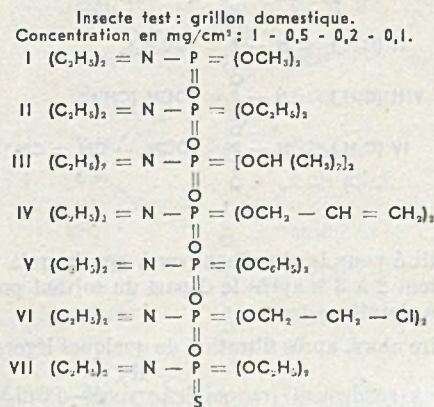 Insecte test : grillon domestique.
Concentration en mg/cm² : 1 - 0,5 - 0,2 - 0,1.
I (C₂H₅)₂ = N — P = (OCH₃)₂
||
O
II (C₂H₅)₂ = N — P = (OC₂H₅)₂
||
O
III (C₂H₅)₂ = N — P = [OCH (CH₃)₂]₂
||
O
IV (C₂H₅)₂ = N — P = (OCH₂ — CH = CH₂)₂
||
O
V (C₂H₅)₂ = N — P = (OC₆H₅)₂
||
O
VI (C₂H₅)₂ = N — P = (OCH₂ — CH₂ — Cl)₂
||
O
VII (C₂H₅)₂ = N — P = (OC₂H₅)₂
||
S